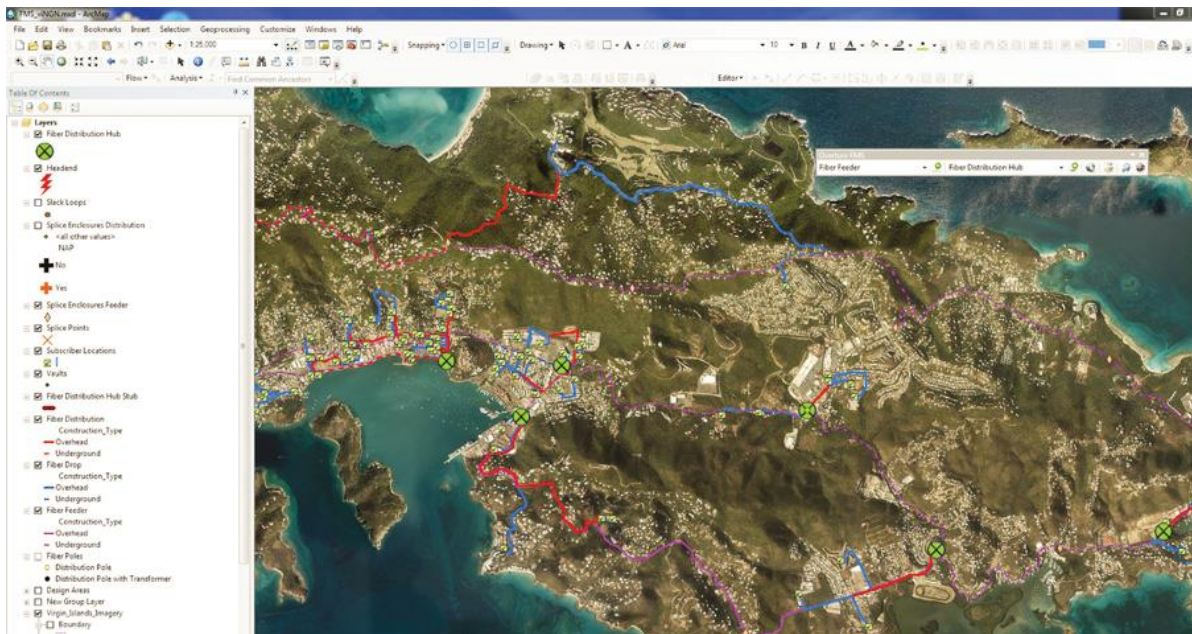 FMS_viNGN.mxd - ArcMap
File Edit View Bookmarks Insert Selection Geoprocessing Customize Windows Help
1:25,000 Snapping Drawing A Arial 10 B I U A
Flow Analysis Find Common Ancestors Editor
Table Of Contents
Layers
Fiber Distribution Hub
Headend
Slack Loops
Splice Enclosures Distribution
<all other values>
NAP
No
Yes
Splice Enclosures Feeder
Splice Points
Subscriber Locations
Vaults
Fiber Distribution Hub Stub
Fiber Distribution
Construction_Type
Overhead
Underground
Fiber Drop
Construction_Type
Overhead
Underground
Fiber Feeder
Construction_Type
Overhead
Underground
Fiber Poles
Distribution Pole
Distribution Pole with Transformer
Design Areas
New Group Layer
Virgin_Islands_Imagery
Boundary
FMS
Fiber Feeder Fiber Distribution Hub